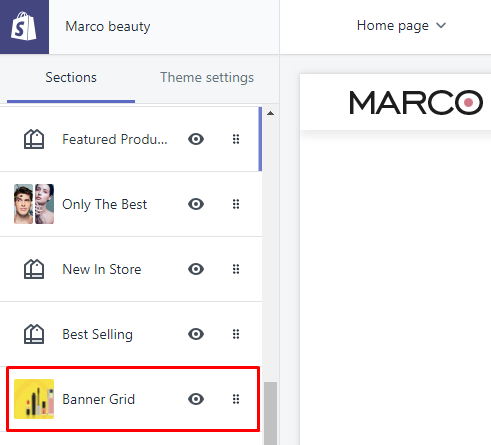 Marco beauty
Home page
Sections
Theme settings
MARCO
Featured Produ...
Only The Best
New In Store
Best Selling
Banner Grid